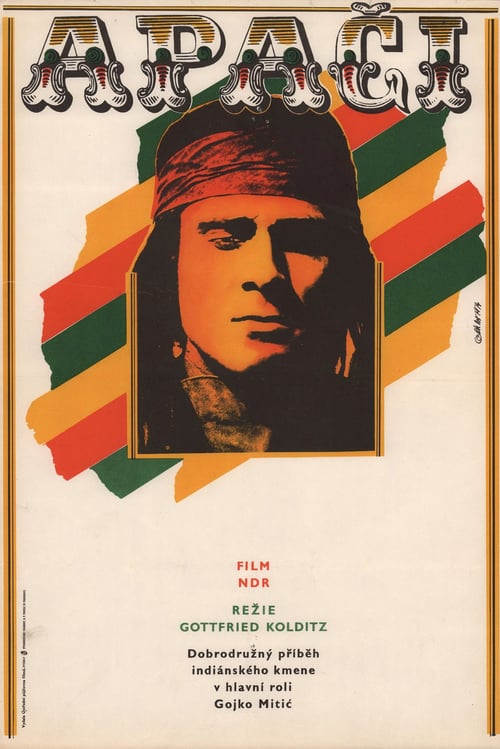 APAČI
FILM
NDR
REŽIE
GOTTFRIED KOLDITZ
Dobrodružný příběh
indiánského kmene
v hlavní roli
Gojko Mitić